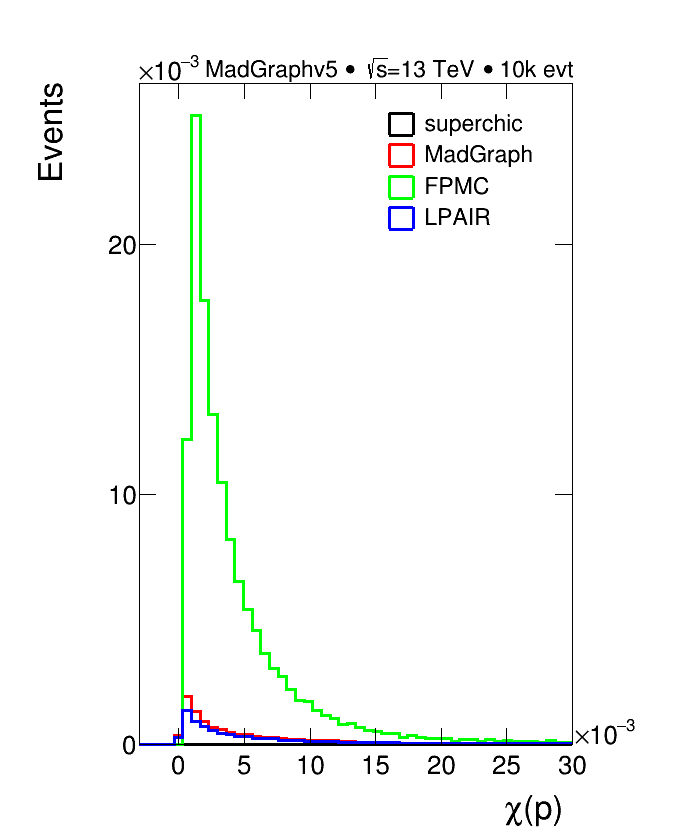 ×10⁻³ MadGraphv5 • √s=13 TeV • 10k evt
Events
superchic
MadGraph
FPMC
LPAIR
20
10
0
0 5 10 15 20 25 30
×10⁻³
χ(p)